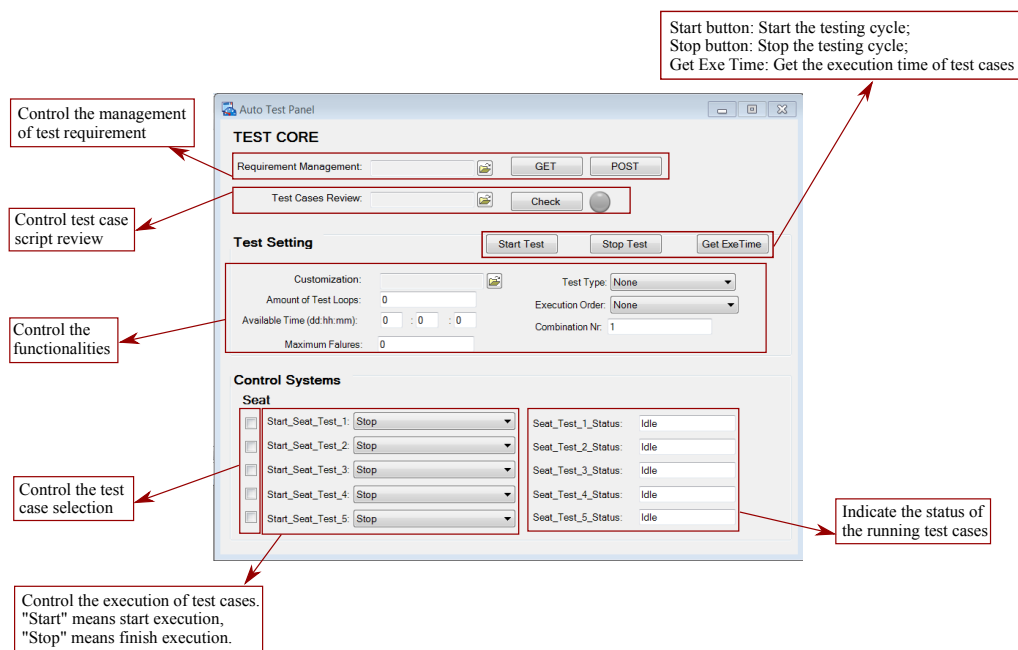 Start button: Start the testing cycle;
Stop button: Stop the testing cycle;
Get Exe Time: Get the execution time of test cases
Control the management
of test requirement
Control test case
script review
Control the
functionalities
Control the test
case selection
Control the execution of test cases.
"Start" means start execution,
"Stop" means finish execution.
Indicate the status of
the running test cases
Auto Test Panel
TEST CORE
Requirement Management: GET POST
Test Cases Review: Check
Test Setting Start Test Stop Test Get ExeTime
Customization: Test Type: None
Amount of Test Loops: 0 Execution Order: None
Available Time (dd:hh:mm): 0 : 0 : 0 Combination Nr: 1
Maximum Falures: 0
Control Systems
Seat
Start_Seat_Test_1: Stop Seat_Test_1_Status: Idle
Start_Seat_Test_2: Stop Seat_Test_2_Status: Idle
Start_Seat_Test_3: Stop Seat_Test_3_Status: Idle
Start_Seat_Test_4: Stop Seat_Test_4_Status: Idle
Start_Seat_Test_5: Stop Seat_Test_5_Status: Idle